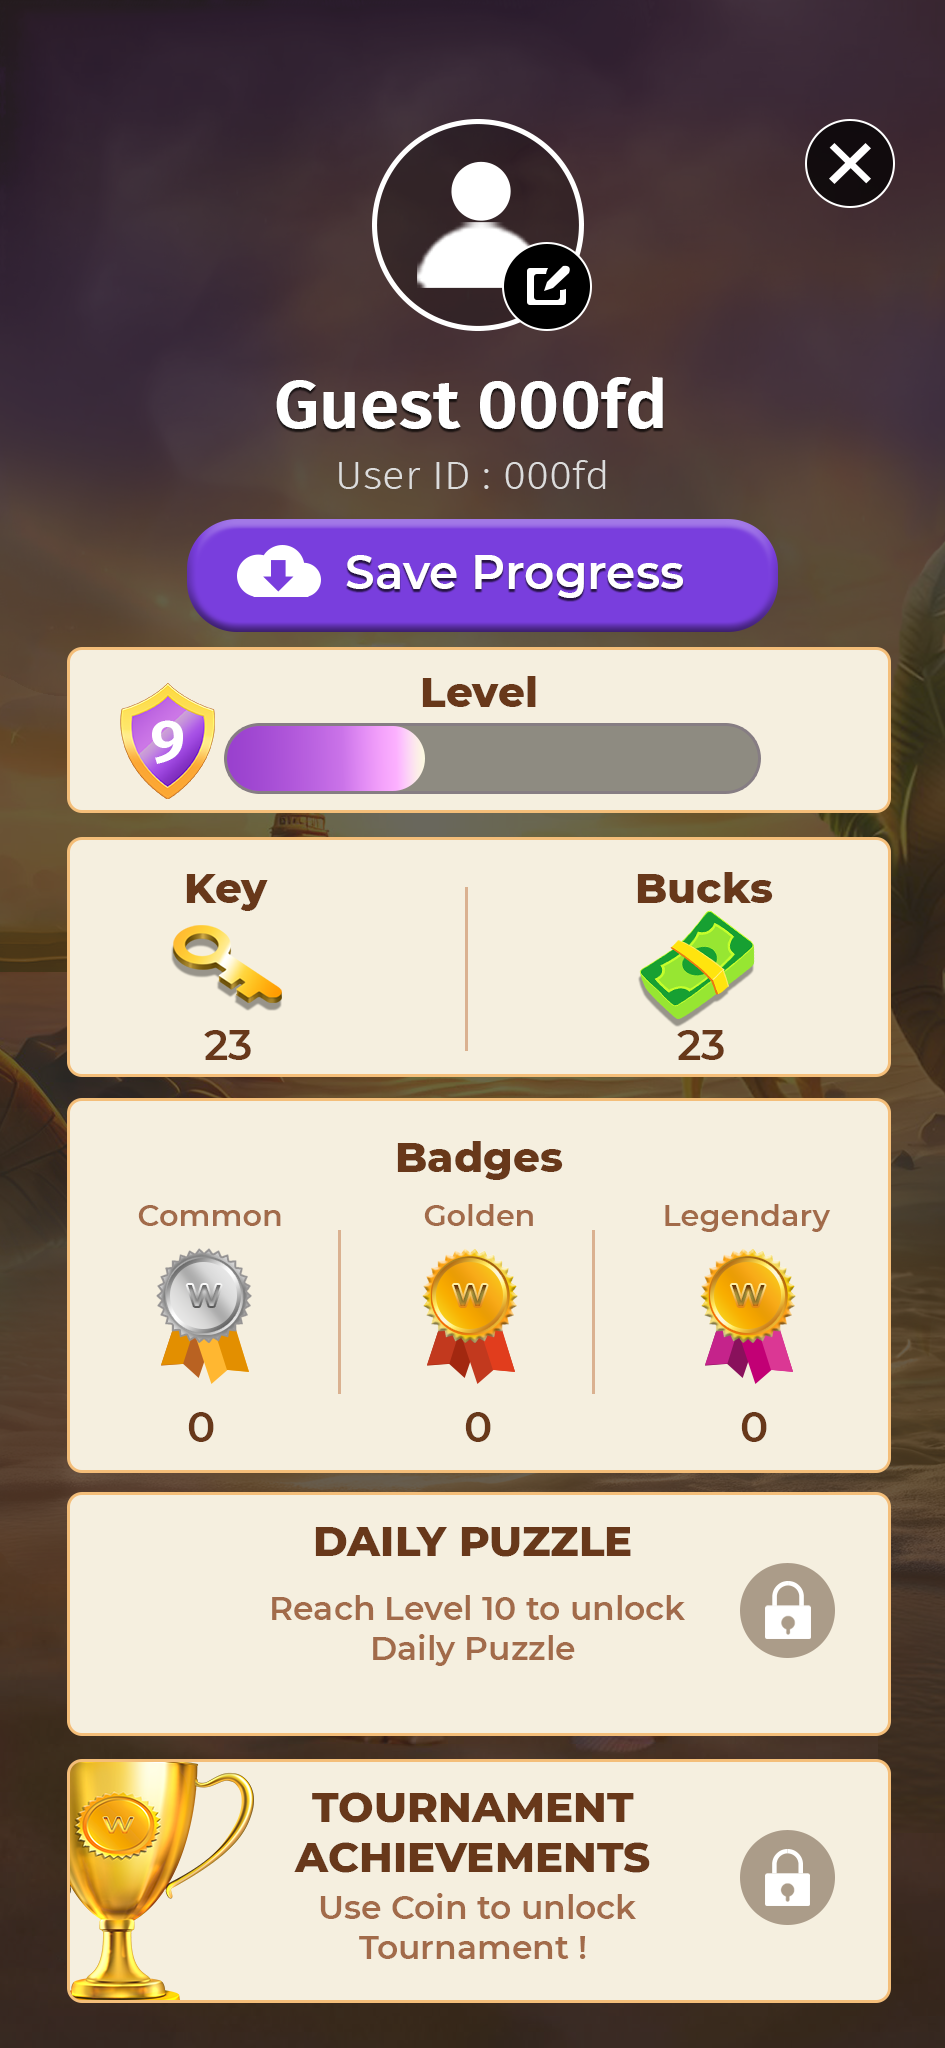 Guest 000fd
User ID : 000fd
Save Progress
Level
9
Key
Bucks
23
23
Badges
Common
Golden
Legendary
W
W
W
0
0
0
DAILY PUZZLE
Reach Level 10 to unlock
Daily Puzzle
W
TOURNAMENT
ACHIEVEMENTS
Use Coin to unlock
Tournament !